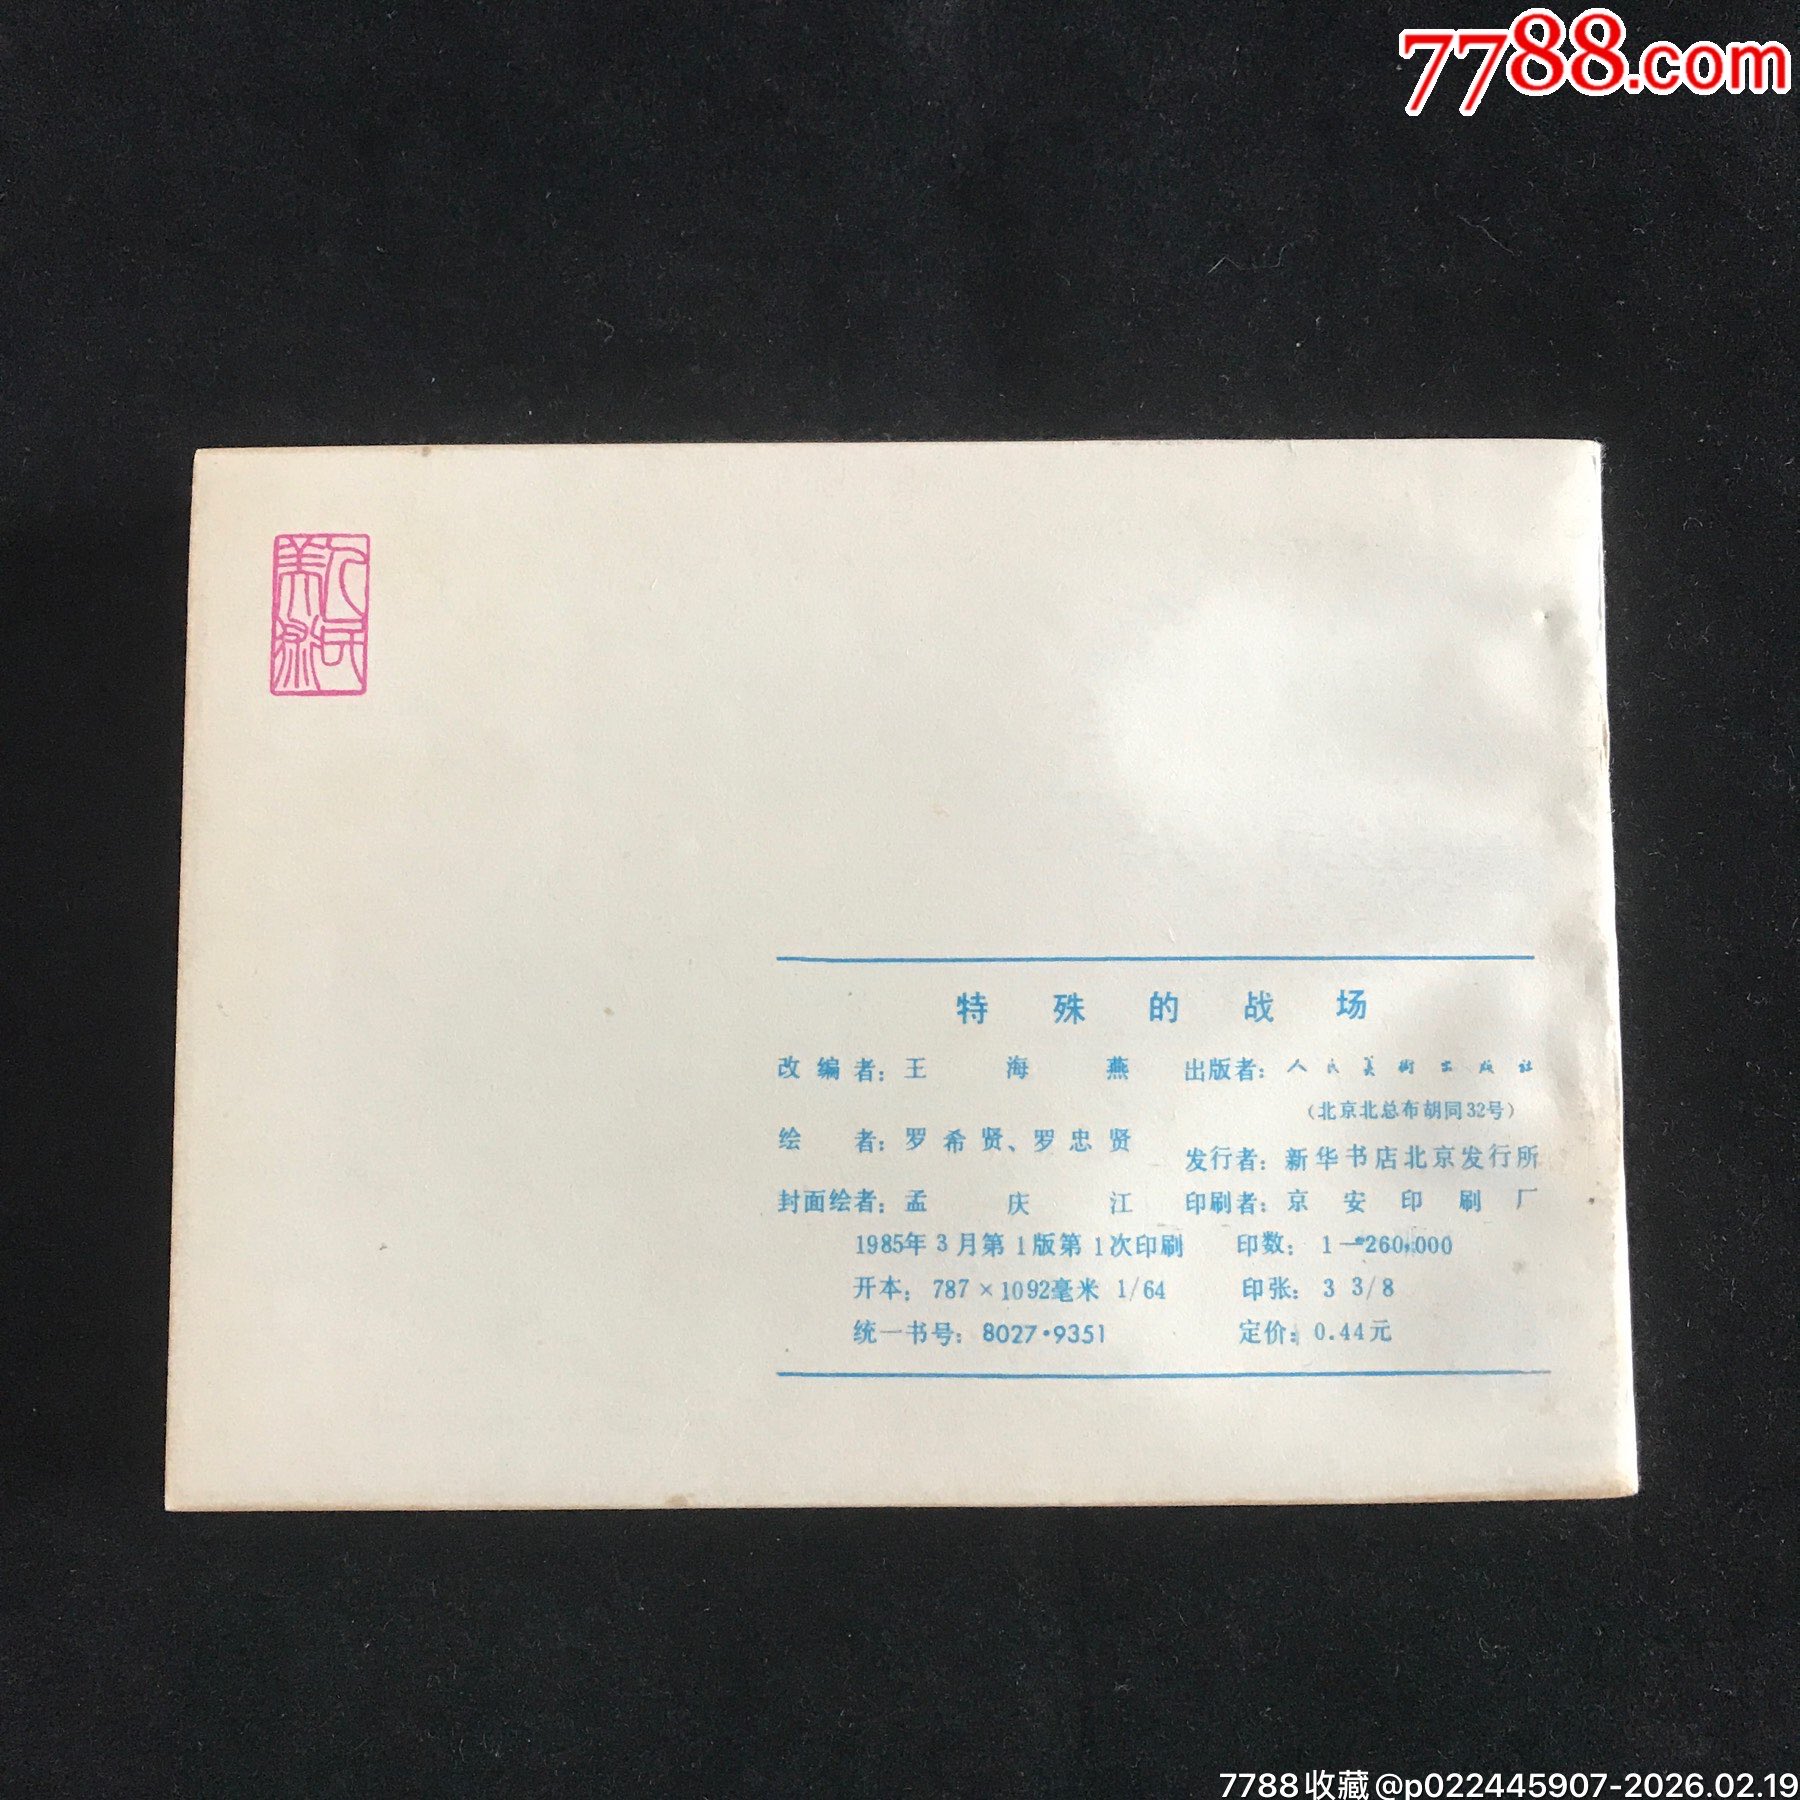 7788.com
人民美术
特殊的战场
改编者：王海燕
绘者：罗希贤、罗忠贤
封面绘者：孟庆江
出版者：人民美術出版社
（北京北总布胡同32号）
发行者：新华书店北京发行所
印刷者：京安印刷厂
1985年3月第1版第1次印刷 印数：1—260,000
开本：787×1092毫米 1/64 印张：3 3/8
统一书号：8027·9351 定价：0.44元
7788收藏@p022445907-2026.02.19